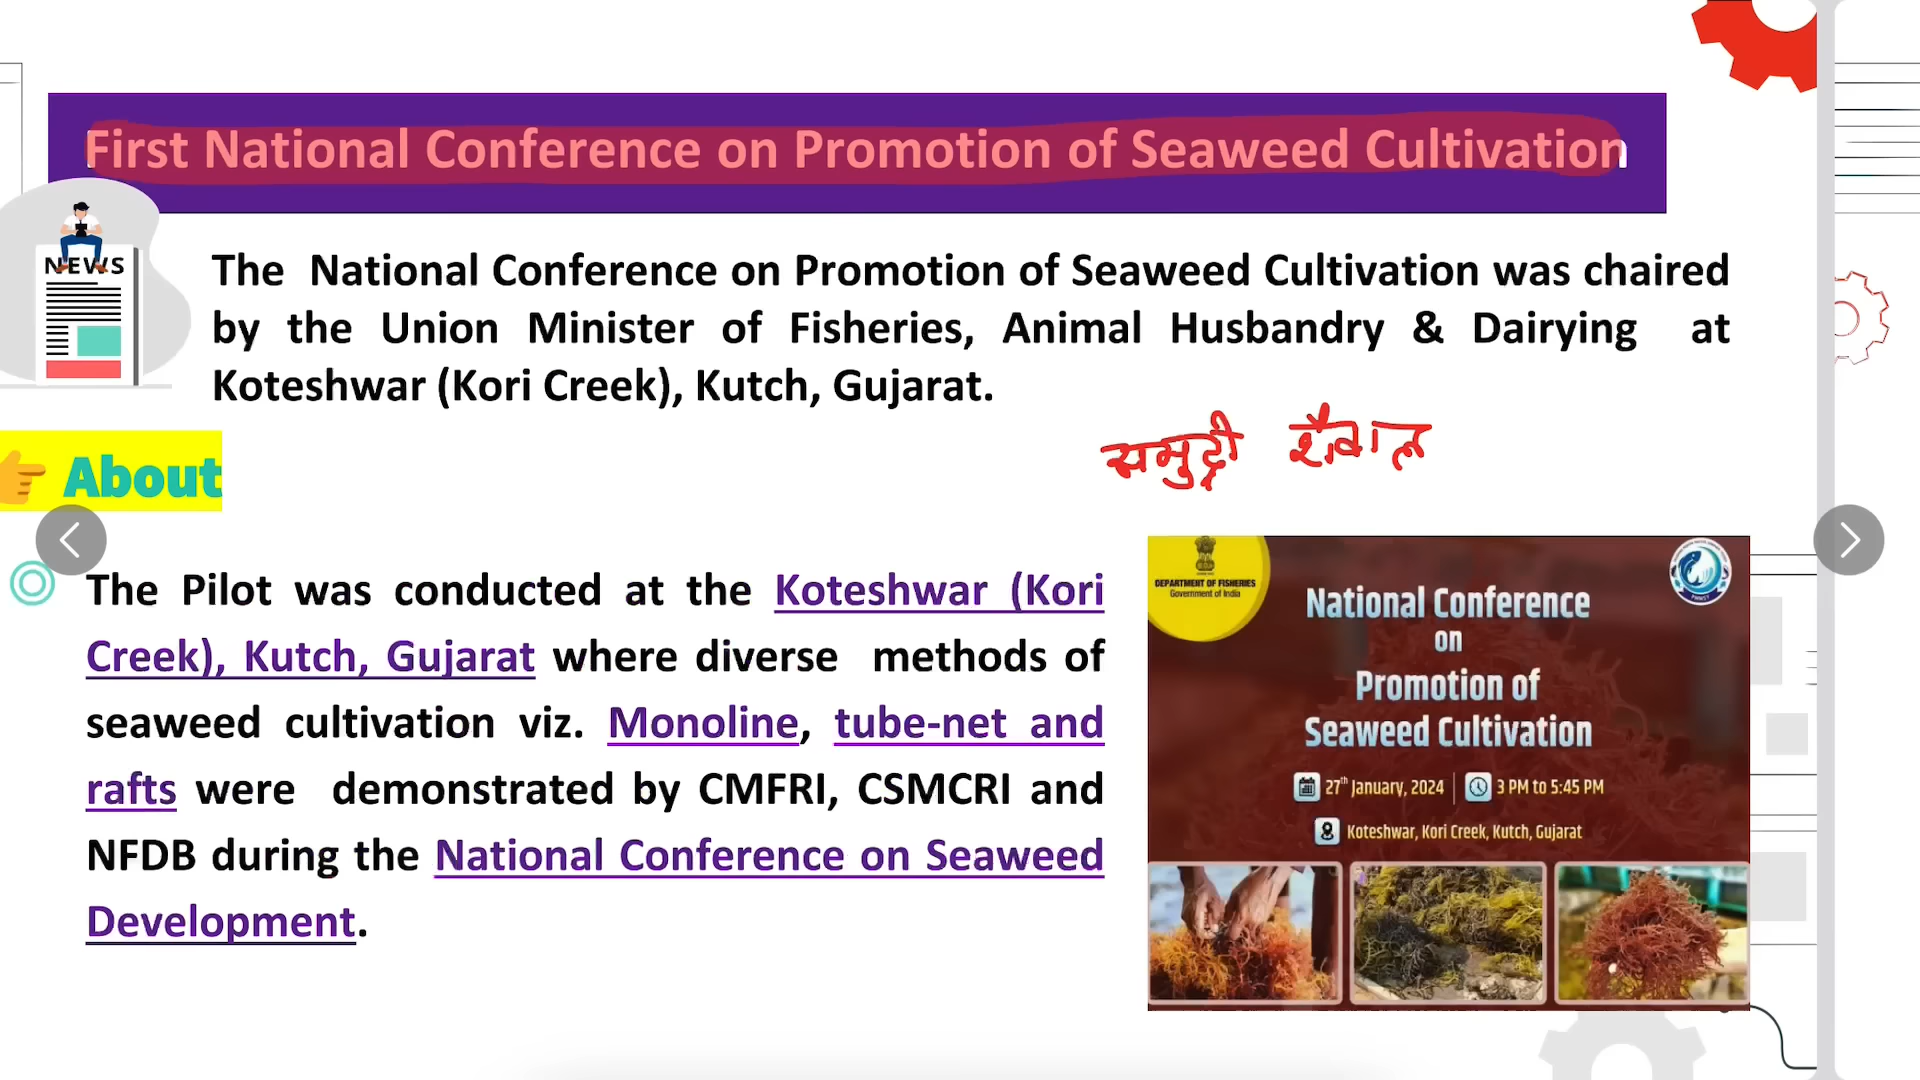 First National Conference on Promotion of Seaweed Cultivation
NEWS
The National Conference on Promotion of Seaweed Cultivation was chaired
by the Union Minister of Fisheries, Animal Husbandry & Dairying at
Koteshwar (Kori Creek), Kutch, Gujarat.
समुद्री शैवाल
About
The Pilot was conducted at the Koteshwar (Kori
Creek), Kutch, Gujarat where diverse methods of
seaweed cultivation viz. Monoline, tube-net and
rafts were demonstrated by CMFRI, CSMCRI and
NFDB during the National Conference on Seaweed
Development.
DEPARTMENT OF FISHERIES
Government of India
National Conference
on
Promotion of
Seaweed Cultivation
27th January, 2024 | 3 PM to 5:45 PM
Koteshwar, Kori Creek, Kutch, Gujarat